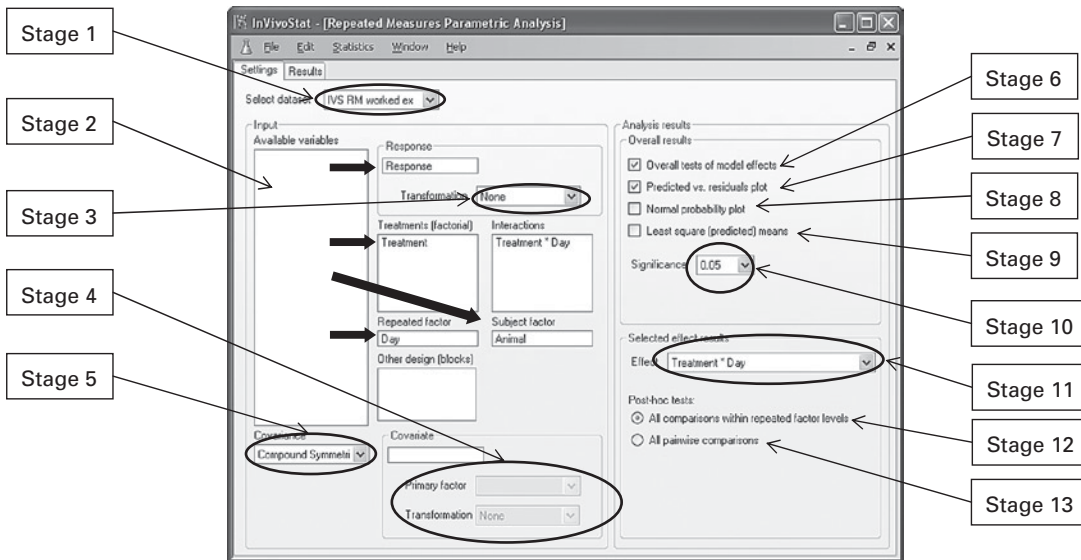 Stage 1
Stage 2
Stage 3
Stage 4
Stage 5
InVivoStat - [Repeated Measures Parametric Analysis]
File Edit Statistics Window Help
Settings Results
Select dataset IVS RM worked ex
Input
Available variables
Response
Response
Transformation None
Treatments (factorial) Interactions
Treatment Treatment * Day
Repeated factor Subject factor
Day Animal
Other design (blocks)
Covariance
Compound Symmetri
Covariate
Primary factor
Transformation None
Analysis results
Overall results
Overall tests of model effects
Predicted vs. residuals plot
Normal probability plot
Least square (predicted) means
Significance 0.05
Selected effect results
Effect Treatment * Day
Post-hoc tests:
All comparisons within repeated factor levels
All pairwise comparisons
Stage 6
Stage 7
Stage 8
Stage 9
Stage 10
Stage 11
Stage 12
Stage 13